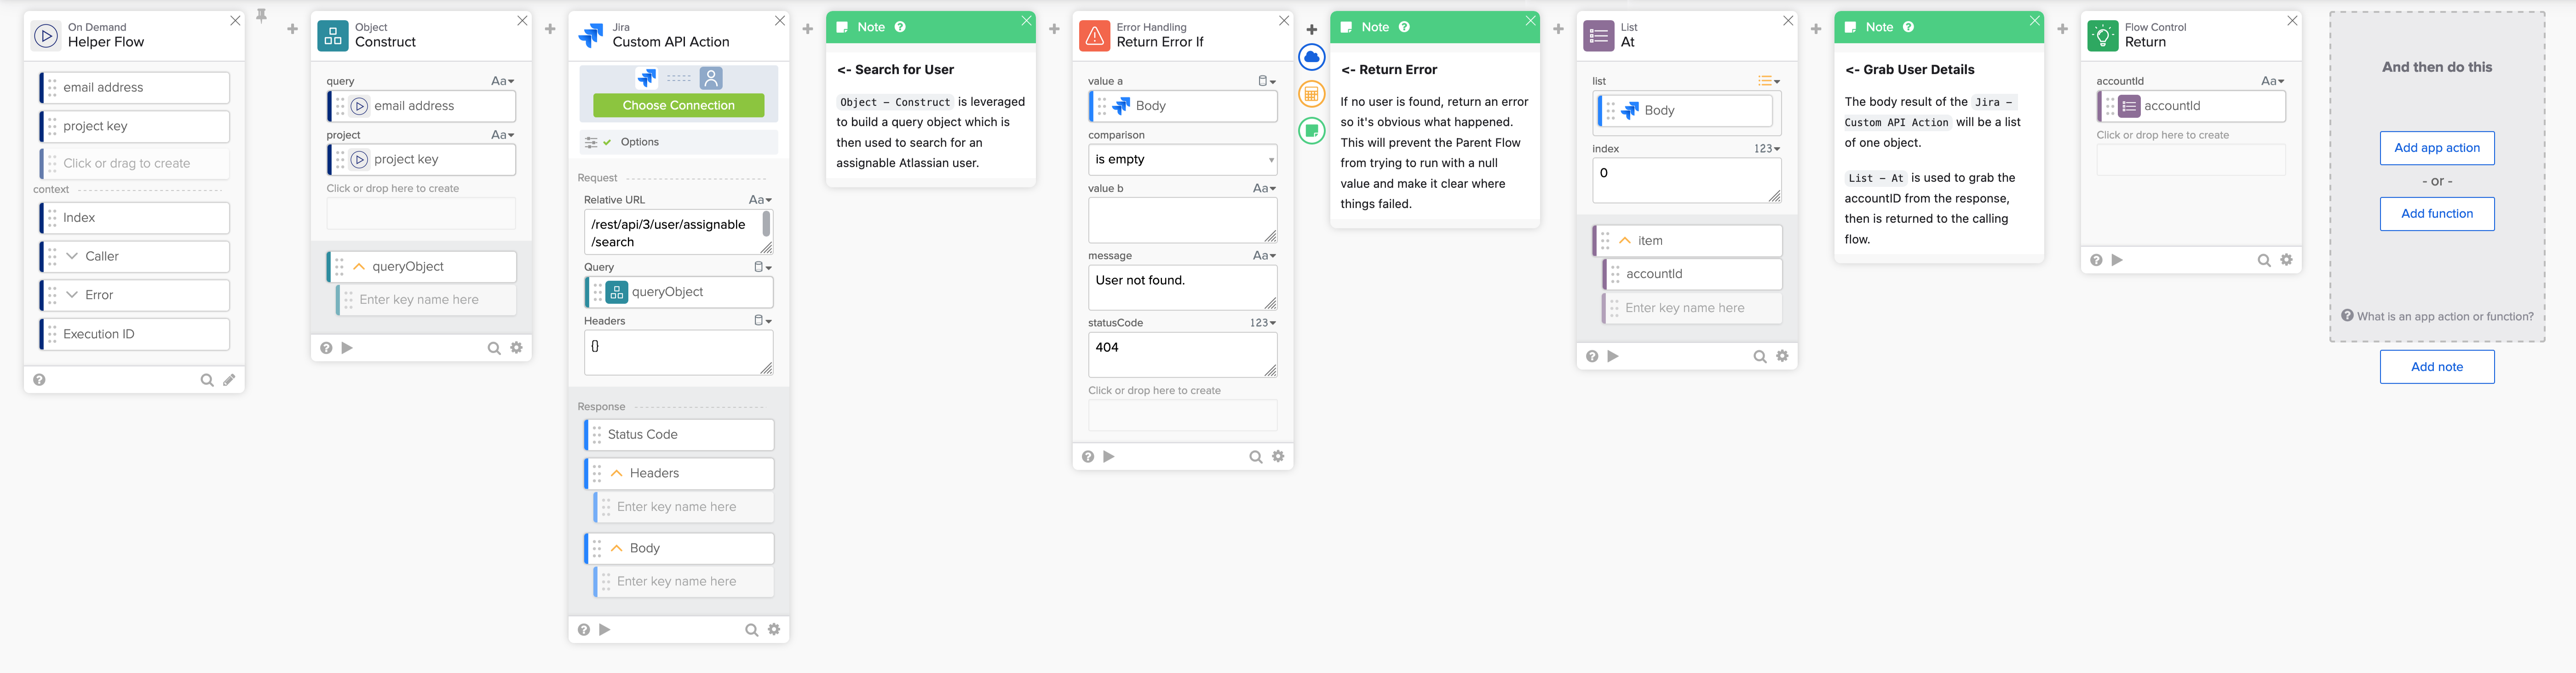 On Demand
Helper Flow
email address
project key
Click or drag to create
context
Index
Caller
Error
Execution ID
Object
Construct
query
Aa
email address
project
Aa
project key
Click or drop here to create
queryObject
Enter key name here
Jira
Custom API Action
Choose Connection
Options
Request
Relative URL
Aa
/rest/api/3/user/assignable
/search
Query
queryObject
Headers
{}
Response
Status Code
Headers
Enter key name here
Body
Enter key name here
Note
<- Search for User
Object – Construct is leveraged
to build a query object which is
then used to search for an
assignable Atlassian user.
Error Handling
Return Error If
value a
Body
comparison
is empty
value b
Aa
message
Aa
User not found.
statusCode
123
404
Click or drop here to create
Note
<- Return Error
If no user is found, return an error
so it's obvious what happened.
This will prevent the Parent Flow
from trying to run with a null
value and make it clear where
things failed.
List
At
list
Body
index
123
0
item
accountId
Enter key name here
Note
<- Grab User Details
The body result of the Jira –
Custom API Action will be a list
of one object.
List – At is used to grab the
accountID from the response,
then is returned to the calling
flow.
Flow Control
Return
accountId
Aa
accountId
Click or drop here to create
And then do this
Add app action
- or -
Add function
What is an app action or function?
Add note